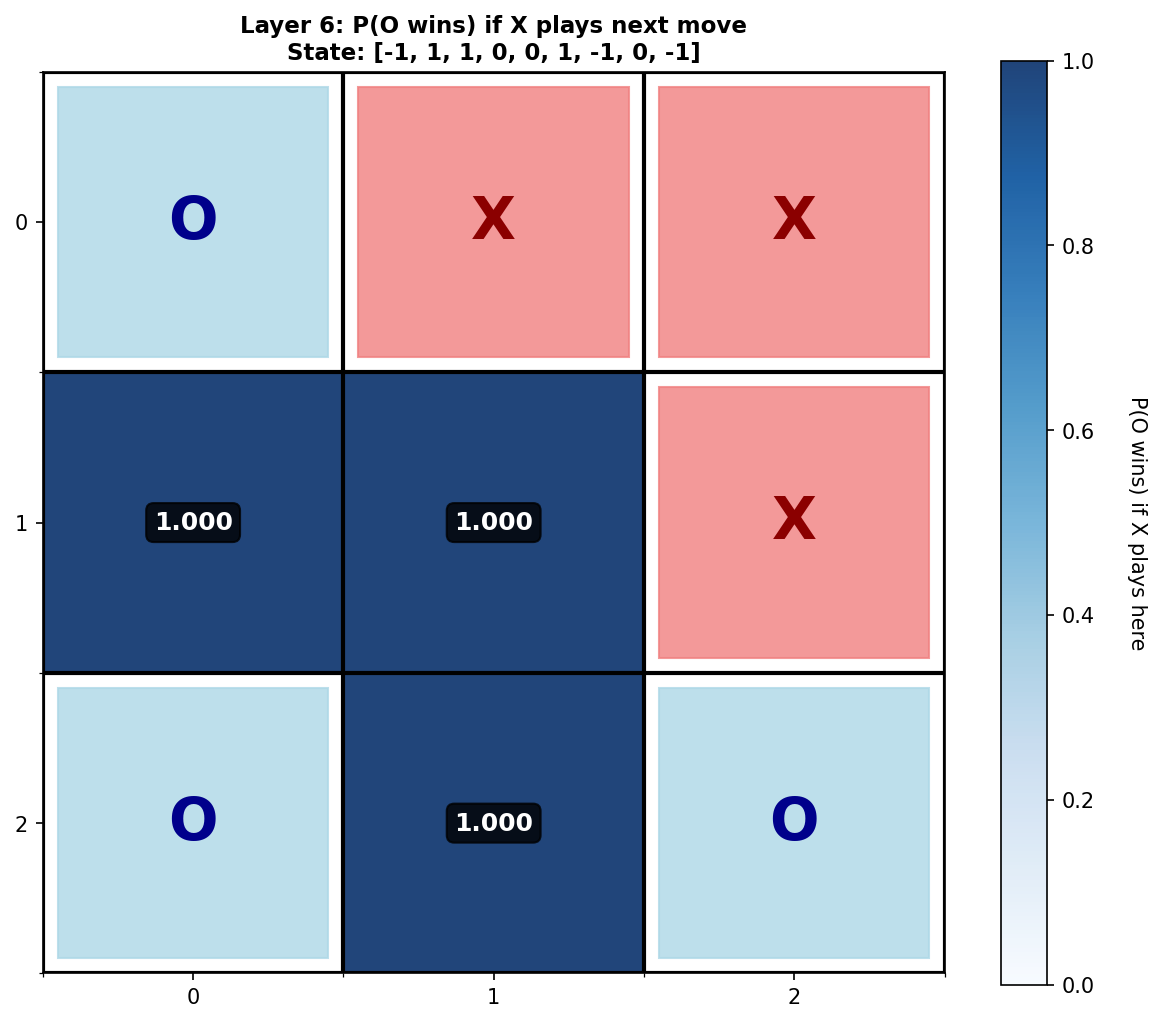 Layer 6: P(O wins) if X plays next move
State: [-1, 1, 1, 0, 0, 1, -1, 0, -1]
O X X
1.000 1.000 X
O 1.000 O
0
1
2
0 1 2
1.0
0.8
0.6
0.4
0.2
0.0
P(O wins) if X plays here